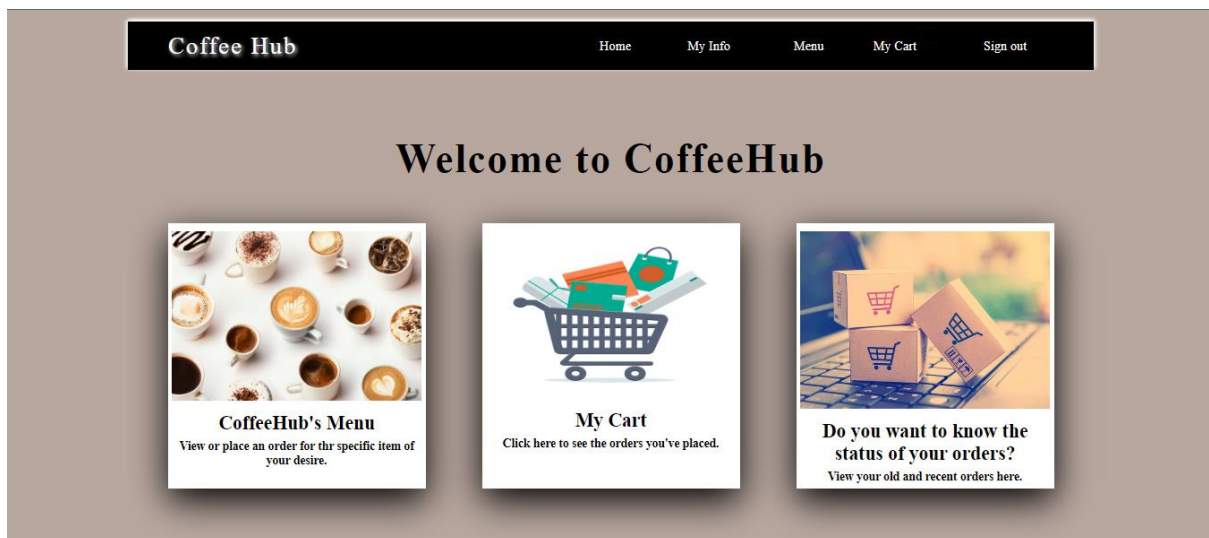 Coffee Hub
Home
My Info
Menu
My Cart
Sign out
Welcome to CoffeeHub
CoffeeHub's Menu
View or place an order for thr specific item of
your desire.
My Cart
Click here to see the orders you've placed.
Do you want to know the
status of your orders?
View your old and recent orders here.